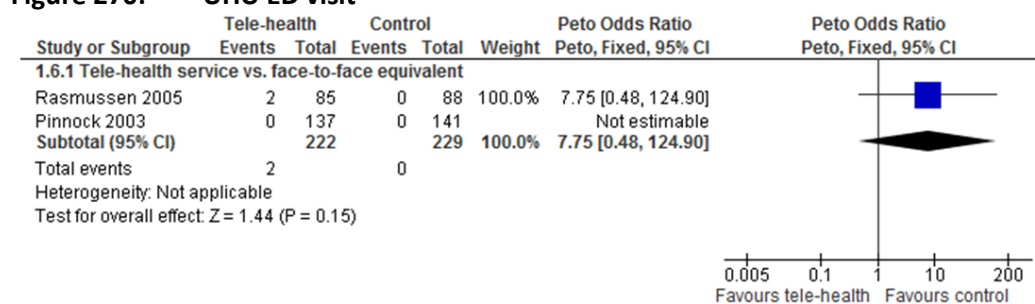 Tele-health Control Peto Odds Ratio Peto Odds Ratio
Study or Subgroup Events Total Events Total Weight Peto, Fixed, 95% CI Peto, Fixed, 95% CI
1.6.1 Tele-health service vs. face-to-face equivalent
Rasmussen 2005 2 85 0 88 100.0% 7.75 [0.48, 124.90]
Pinnock 2003 0 137 0 141 Not estimable
Subtotal (95% CI) 222 229 100.0% 7.75 [0.48, 124.90]
Total events 2 0
Heterogeneity: Not applicable
Test for overall effect: Z = 1.44 (P = 0.15)
0.005 0.1 1 10 200
Favours tele-health Favours control